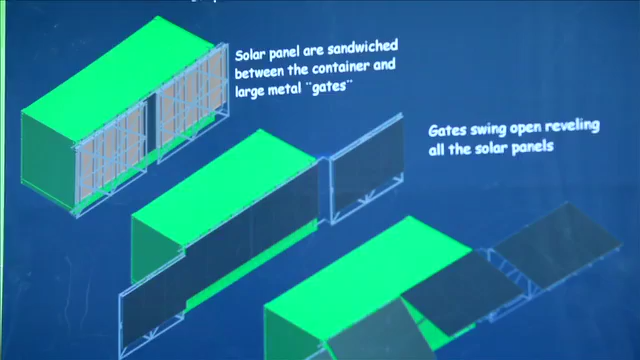 Solar panel are sandwiched
between the container and
large metal "gates"
Gates swing open reveling
all the solar panels